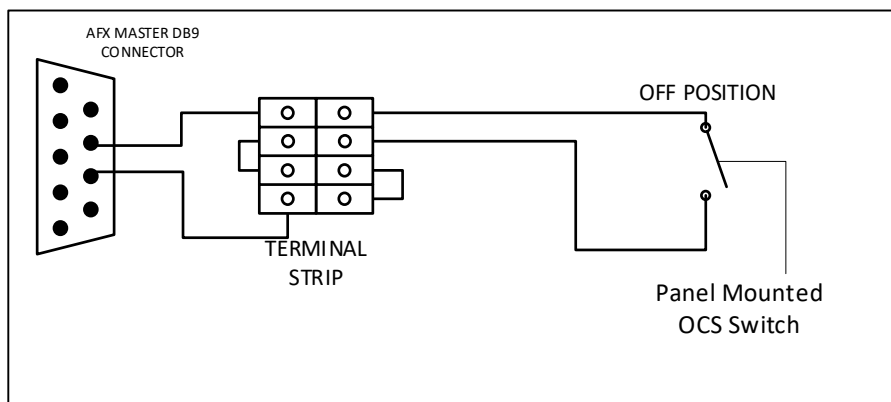 AFX MASTER DB9
CONNECTOR
OFF POSITION
TERMINAL
STRIP
Panel Mounted
OCS Switch